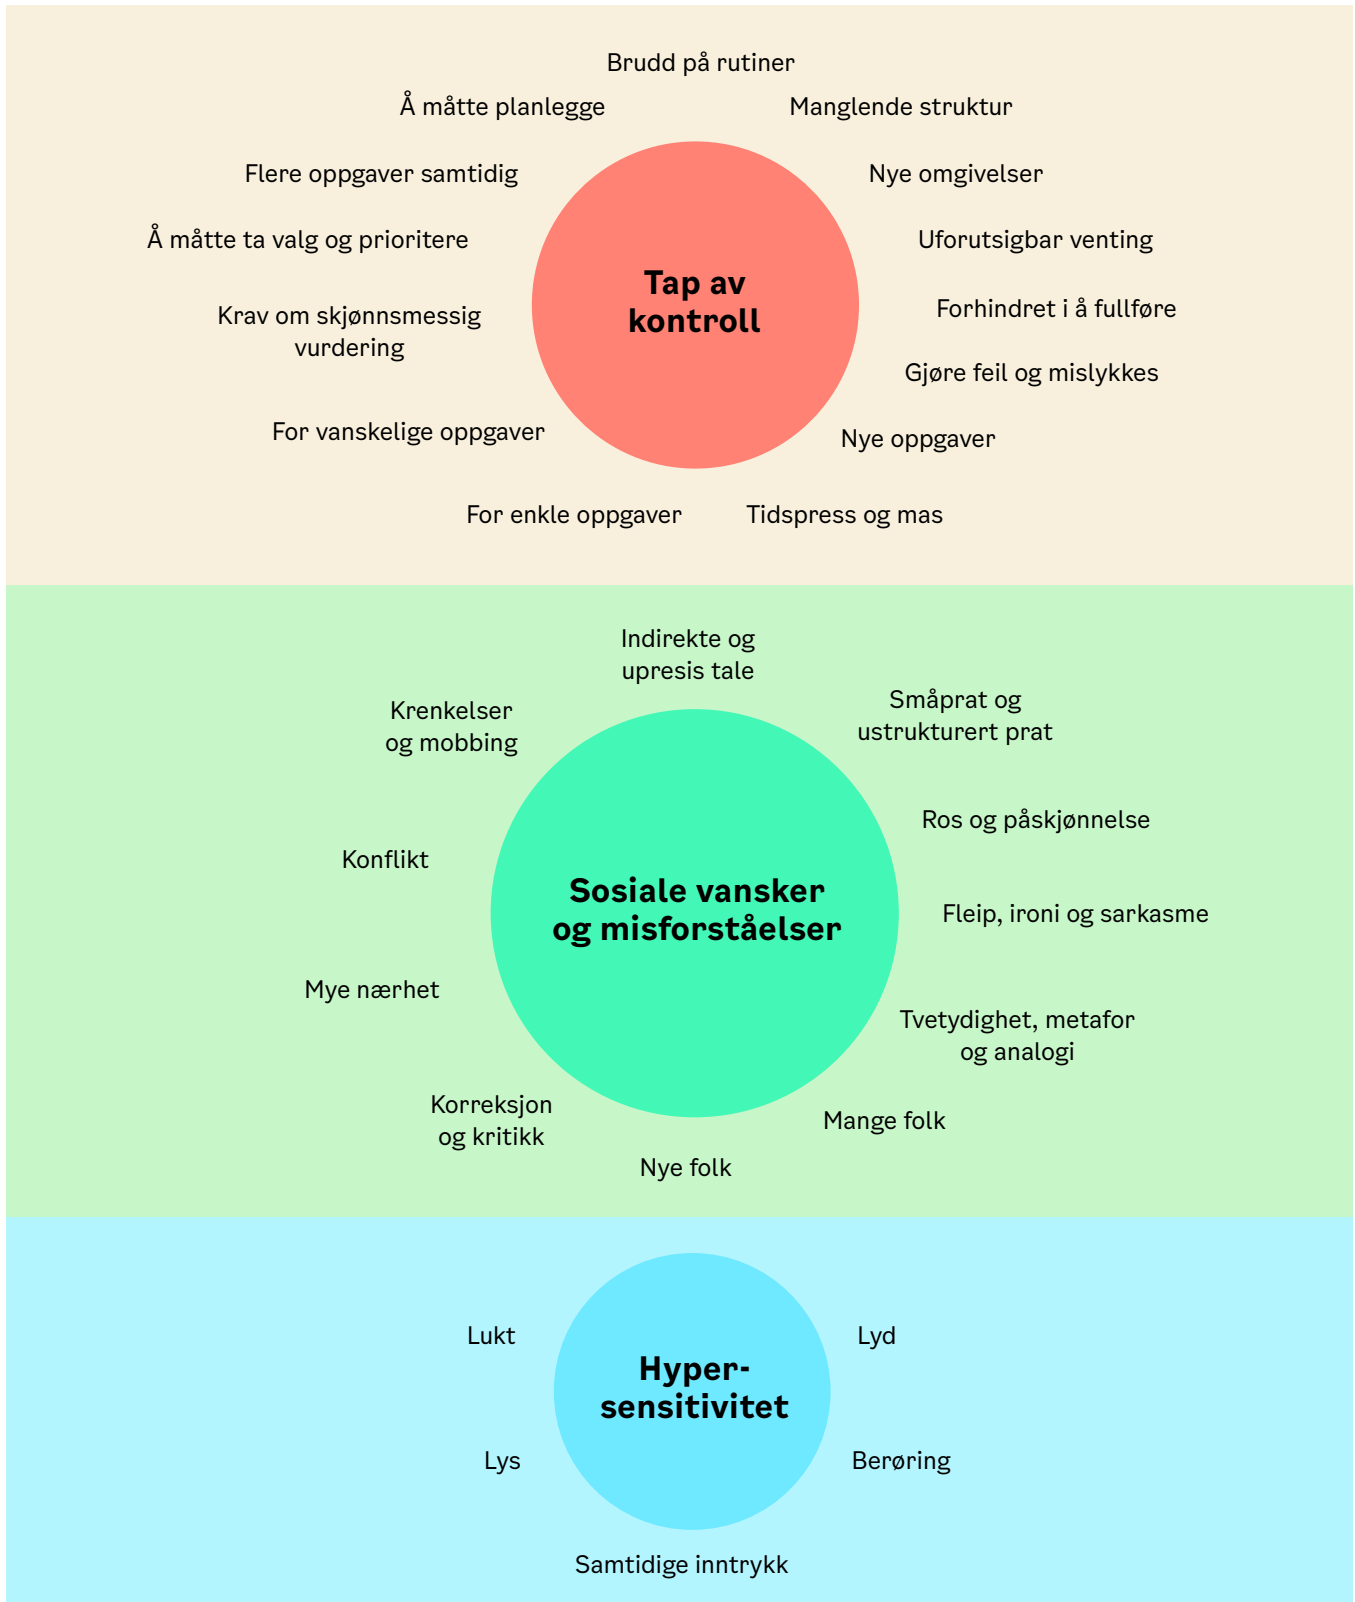 Brudd på rutiner
Å måtte planlegge
Manglende struktur
Flere oppgaver samtidig
Nye omgivelser
Å måtte ta valg og prioritere
Uforutsigbar venting
Tap av
kontroll
Forhindret i å fullføre
Krav om skjønnsmessig
vurdering
Gjøre feil og mislykkes
For vanskelige oppgaver
Nye oppgaver
For enkle oppgaver
Tidspress og mas
Indirekte og
upresis tale
Krenkelser
og mobbing
Småprat og
ustrukturert prat
Ros og påskjønnelse
Konflikt
Sosiale vansker
og misforståelser
Fleip, ironi og sarkasme
Mye nærhet
Tvetydighet, metafor
og analogi
Korreksjon
og kritikk
Mange folk
Nye folk
Lukt
Lyd
Hyper-
sensitivitet
Lys
Berøring
Samtidige inntrykk